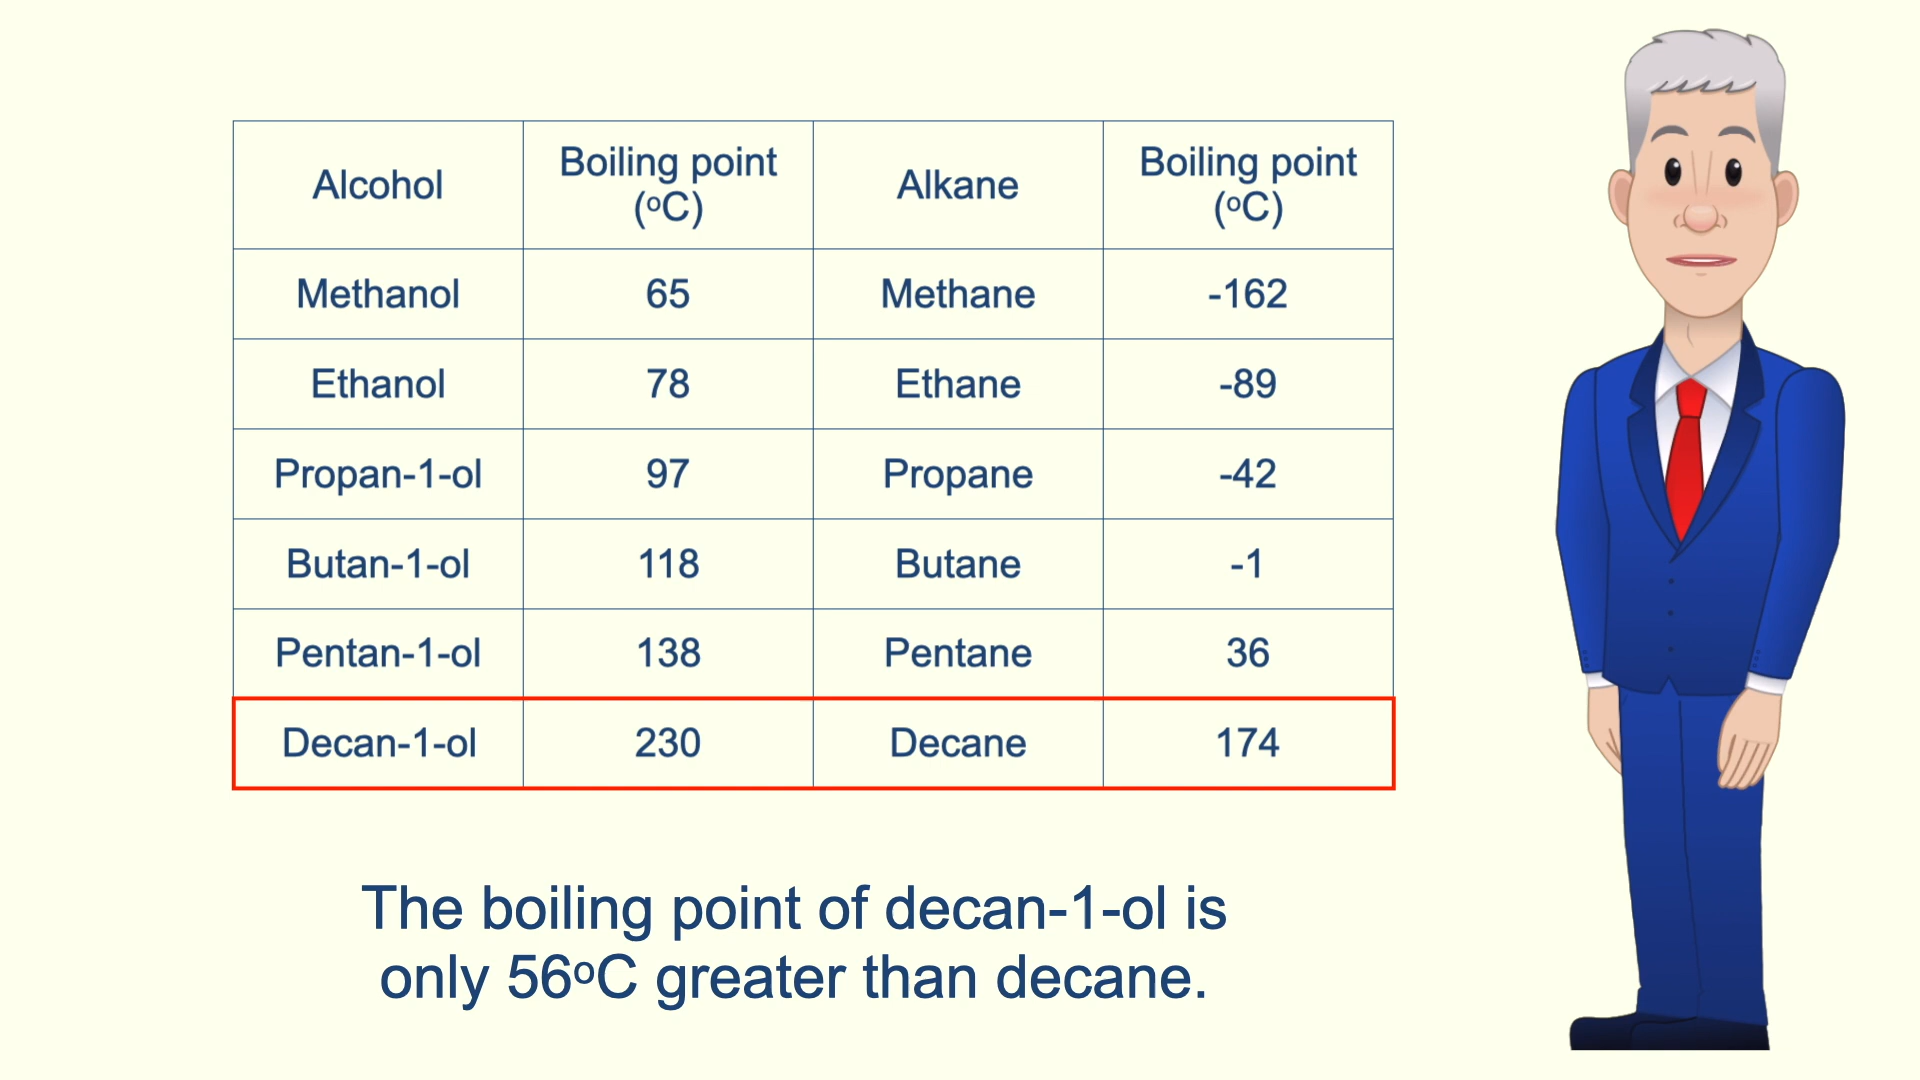 Alcohol Boiling point (ºC) Alkane Boiling point (ºC)
Methanol 65 Methane -162
Ethanol 78 Ethane -89
Propan-1-ol 97 Propane -42
Butan-1-ol 118 Butane -1
Pentan-1-ol 138 Pentane 36
Decan-1-ol 230 Decane 174
The boiling point of decan-1-ol is
only 56ºC greater than decane.